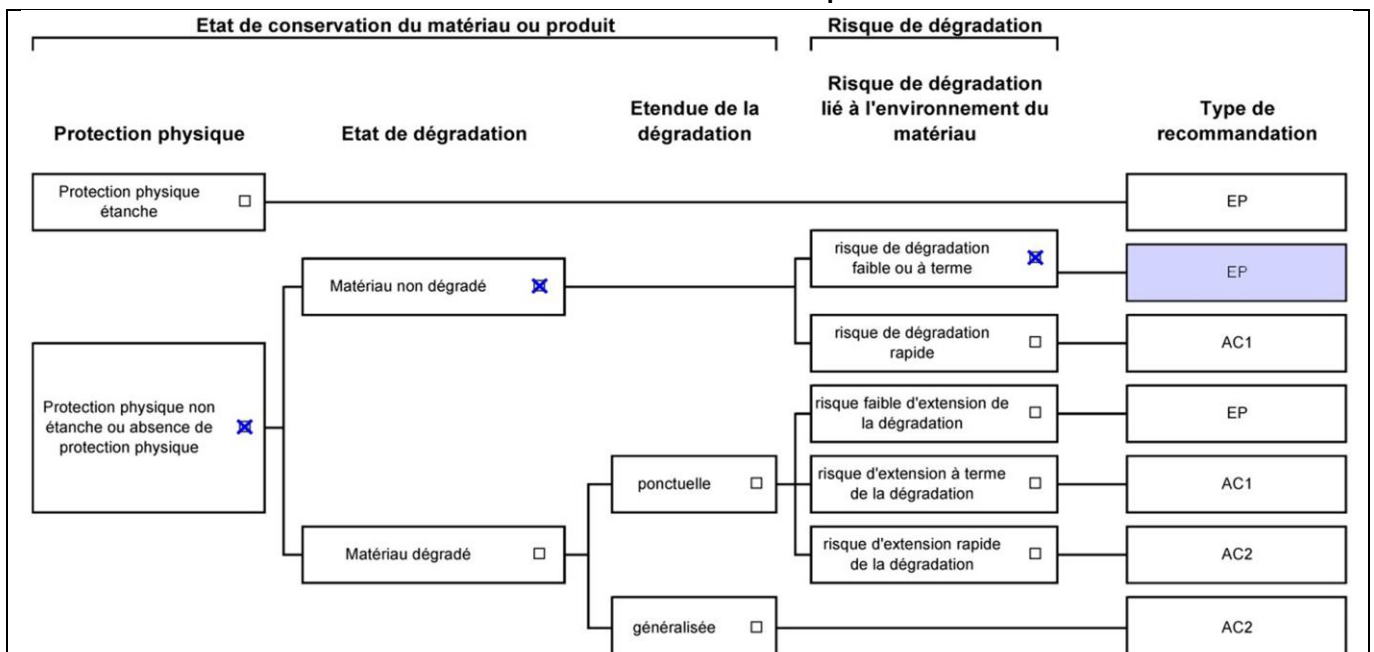 Etat de conservation du matériau ou produit
Risque de dégradation
Protection physique
Etat de dégradation
Etendue de la
dégradation
Risque de dégradation
lié à l'environnement du
matériau
Type de
recommandation
Protection physique
étanche
EP
risque de dégradation
faible ou à terme
EP
Matériau non dégradé
risque de dégradation
rapide
AC1
Protection physique non
étanche ou absence de
protection physique
risque faible d'extension de
la dégradation
EP
ponctuelle
risque d'extension à terme
de la dégradation
AC1
Matériau dégradé
risque d'extension rapide
de la dégradation
AC2
généralisée
AC2